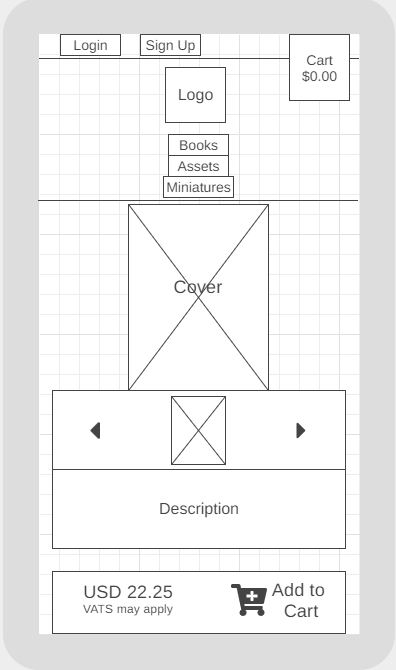 Login
Sign Up
Cart
$0.00
Logo
Books
Assets
Miniatures
Cover
Description
USD 22.25
VATS may apply
Add to
Cart